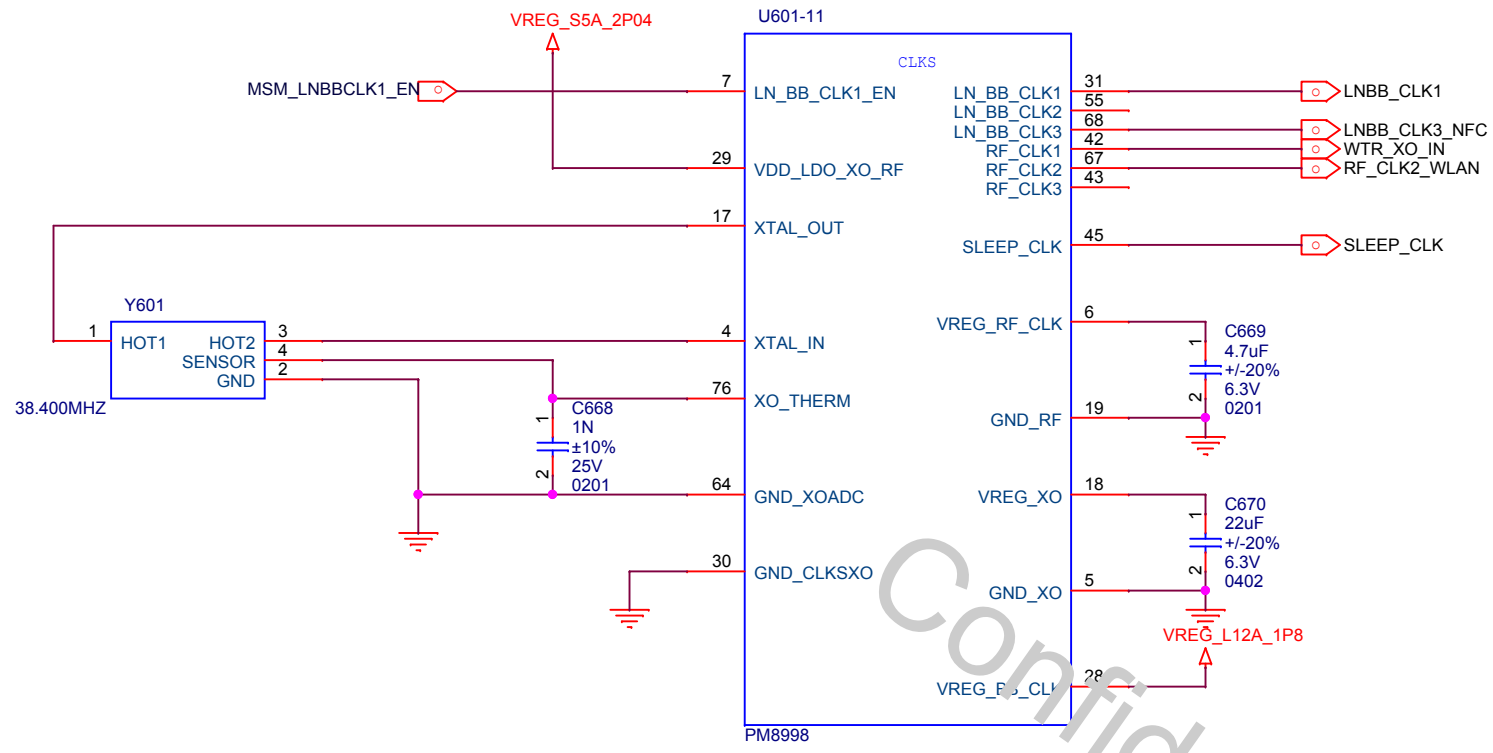 VREG_S5A_2P04
U601-11
CLKS
MSM_LNBBCLK1_EN
7
LN_BB_CLK1_EN
29
VDD_LDO_XO_RF
17
XTAL_OUT
Y601
1
HOT1
HOT2
3
SENSOR
4
GND
2
38.400MHZ
4
XTAL_IN
76
XO_THERM
1
2
C668
1N
±10%
25V
0201
64
GND_XOADC
30
GND_CLKSXO
LN_BB_CLK1
31
LNBB_CLK1
LN_BB_CLK2
55
LN_BB_CLK3
68
LNBB_CLK3_NFC
RF_CLK1
42
WTR_XO_IN
RF_CLK2
67
RF_CLK2_WLAN
RF_CLK3
43
SLEEP_CLK
45
SLEEP_CLK
VREG_RF_CLK
6
1
2
C669
4.7uF
+/-20%
6.3V
0201
GND_RF
19
VREG_XO
18
1
2
C670
22uF
+/-20%
6.3V
0402
GND_XO
5
VREG_L12A_1P8
VREG_BB_CLK
28
PM8998
Confid